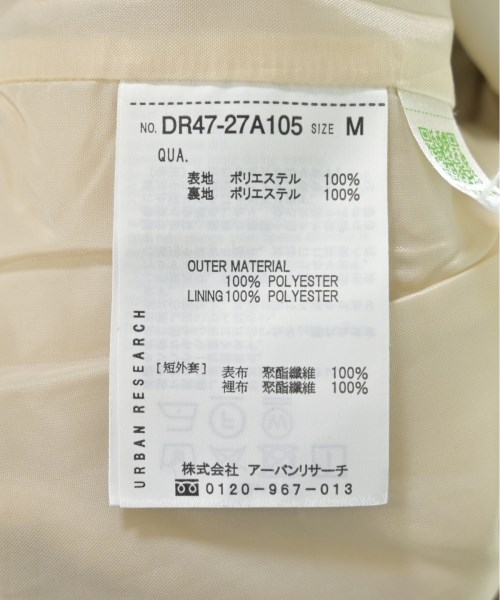 NO. DR47-27A105 SIZE M
QUA.
表地 ポリエステル 100%
裏地 ポリエステル 100%
OUTER MATERIAL
100% POLYESTER
LINING 100% POLYESTER
[短外套] 表布 聚酯纖維 100%
裡布 聚酯纖維 100%
URBAN RESEARCH
株式会社 アーバンリサーチ
0120-967-013